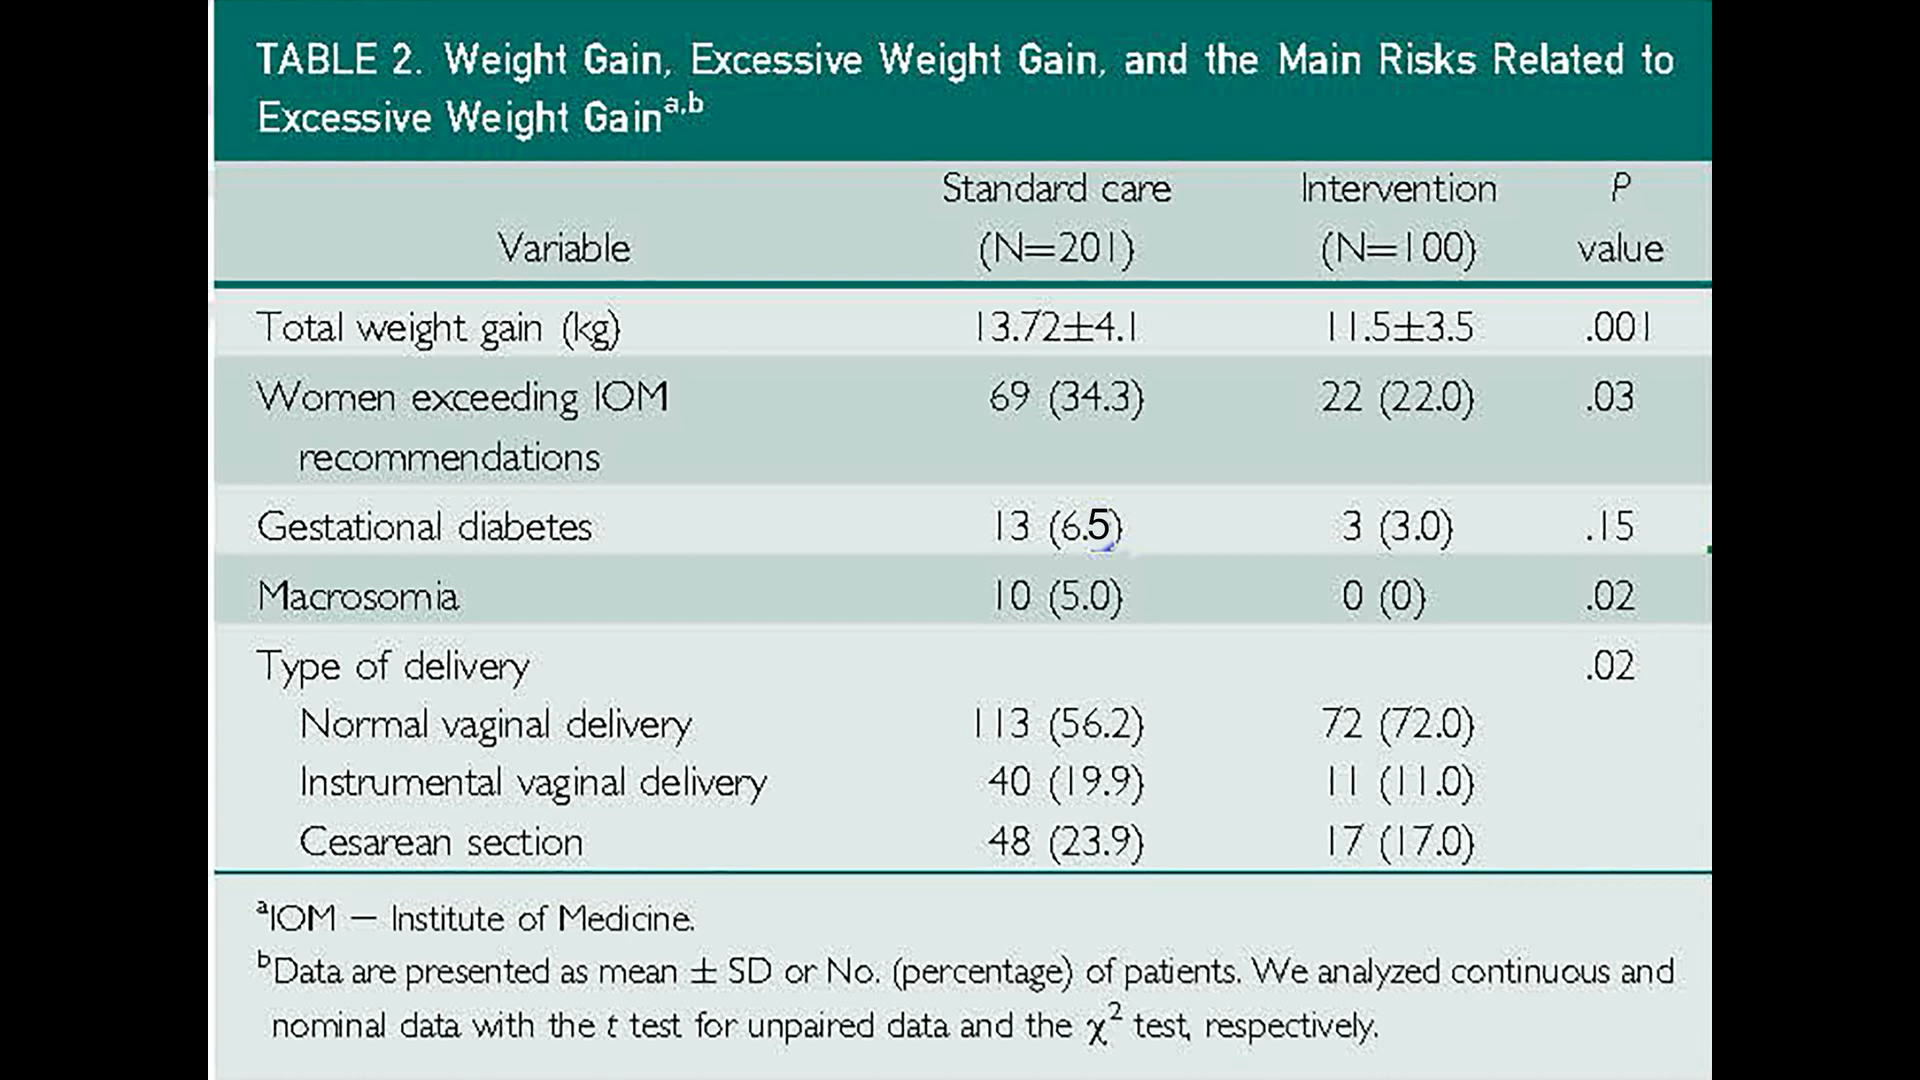 TABLE 2. Weight Gain, Excessive Weight Gain, and the Main Risks Related to
Excessive Weight Gain^a,b
Variable Standard care (N=201) Intervention (N=100) P value
Total weight gain (kg) 13.72±4.1 11.5±3.5 .001
Women exceeding IOM 69 (34.3) 22 (22.0) .03
recommendations
Gestational diabetes 13 (6.5) 3 (3.0) .15
Macrosomia 10 (5.0) 0 (0) .02
Type of delivery .02
Normal vaginal delivery 113 (56.2) 72 (72.0)
Instrumental vaginal delivery 40 (19.9) 11 (11.0)
Cesarean section 48 (23.9) 17 (17.0)
^aIOM — Institute of Medicine.
^bData are presented as mean ± SD or No. (percentage) of patients. We analyzed continuous and
nominal data with the t test for unpaired data and the χ² test, respectively.